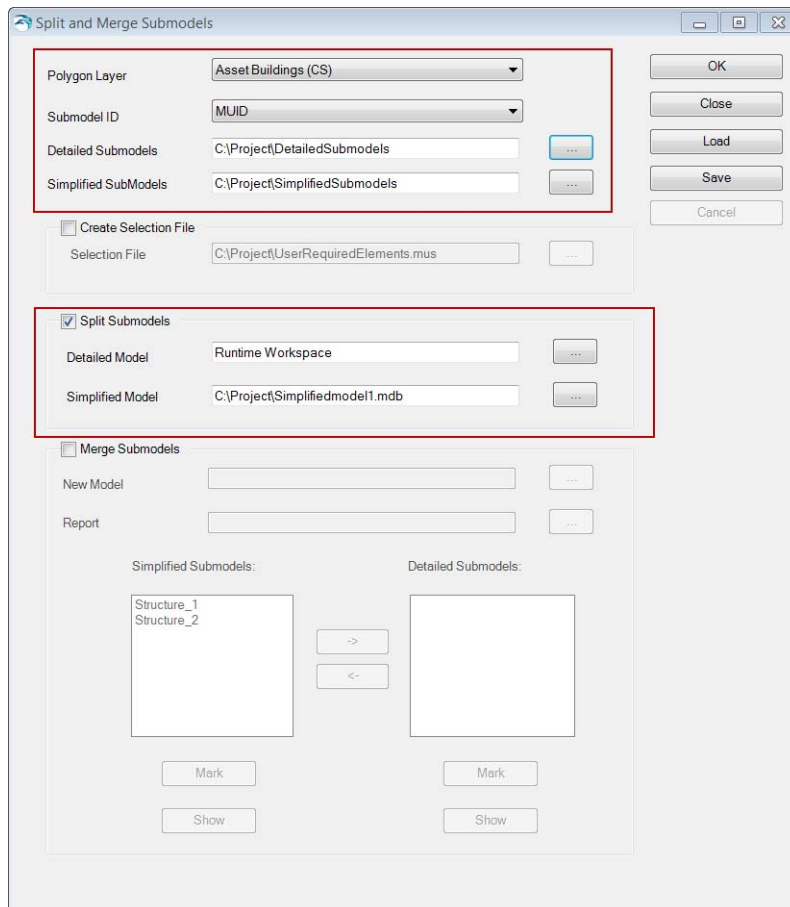 Split and Merge Submodels
Polygon Layer Asset Buildings (CS) OK
Submodel ID MUID Close
Detailed Submodels C:\Project\DetailedSubmodels ... Load
Simplified SubModels C:\Project\SimplifiedSubmodels ... Save
Cancel
Create Selection File
Selection File C:\Project\UserRequiredElements.mus ...
Split Submodels
Detailed Model Runtime Workspace ...
Simplified Model C:\Project\Simplifiedmodel1.mdb ...
Merge Submodels
New Model ...
Report ...
Simplified Submodels: Detailed Submodels:
Structure_1
Structure_2
->
<-
Mark Mark
Show Show